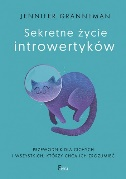 JENNIFER GRANNEMAN
Sekretne życie
introwertyków
PRZEWODNIK DLA CICHYCH
I WSZYSTKICH, KTÓRZY CHCĄ ICH ZROZUMIEĆ